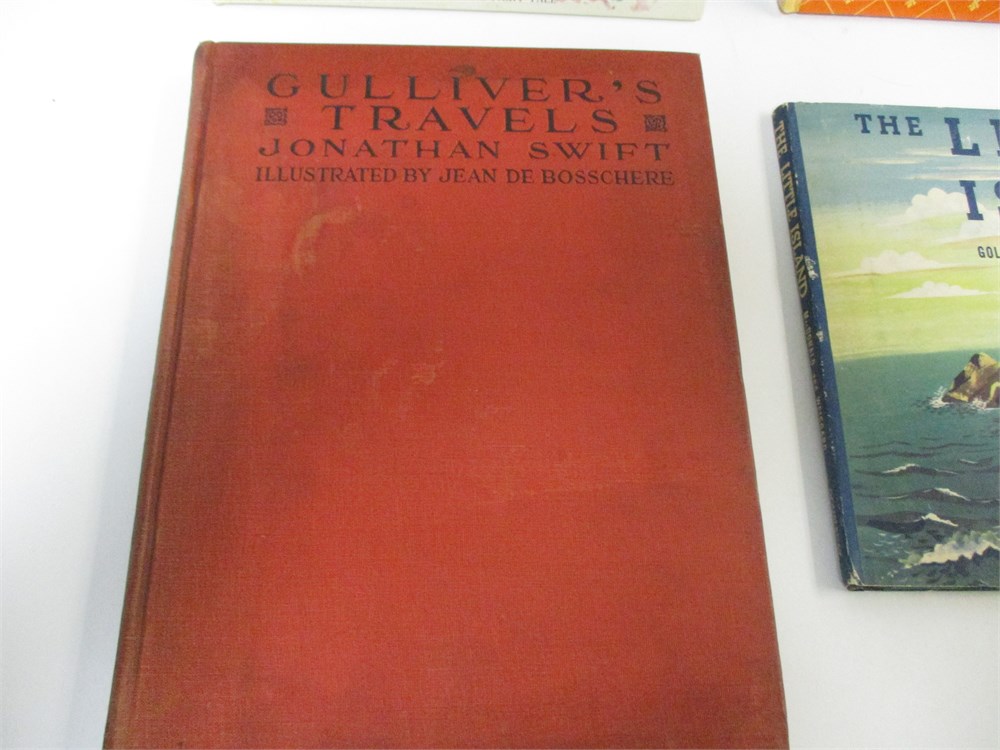 GULLIVER'S
TRAVELS
JONATHAN SWIFT
ILLUSTRATED BY JEAN DE BOSSCHERE
THE LITTLE ISLAND
THE